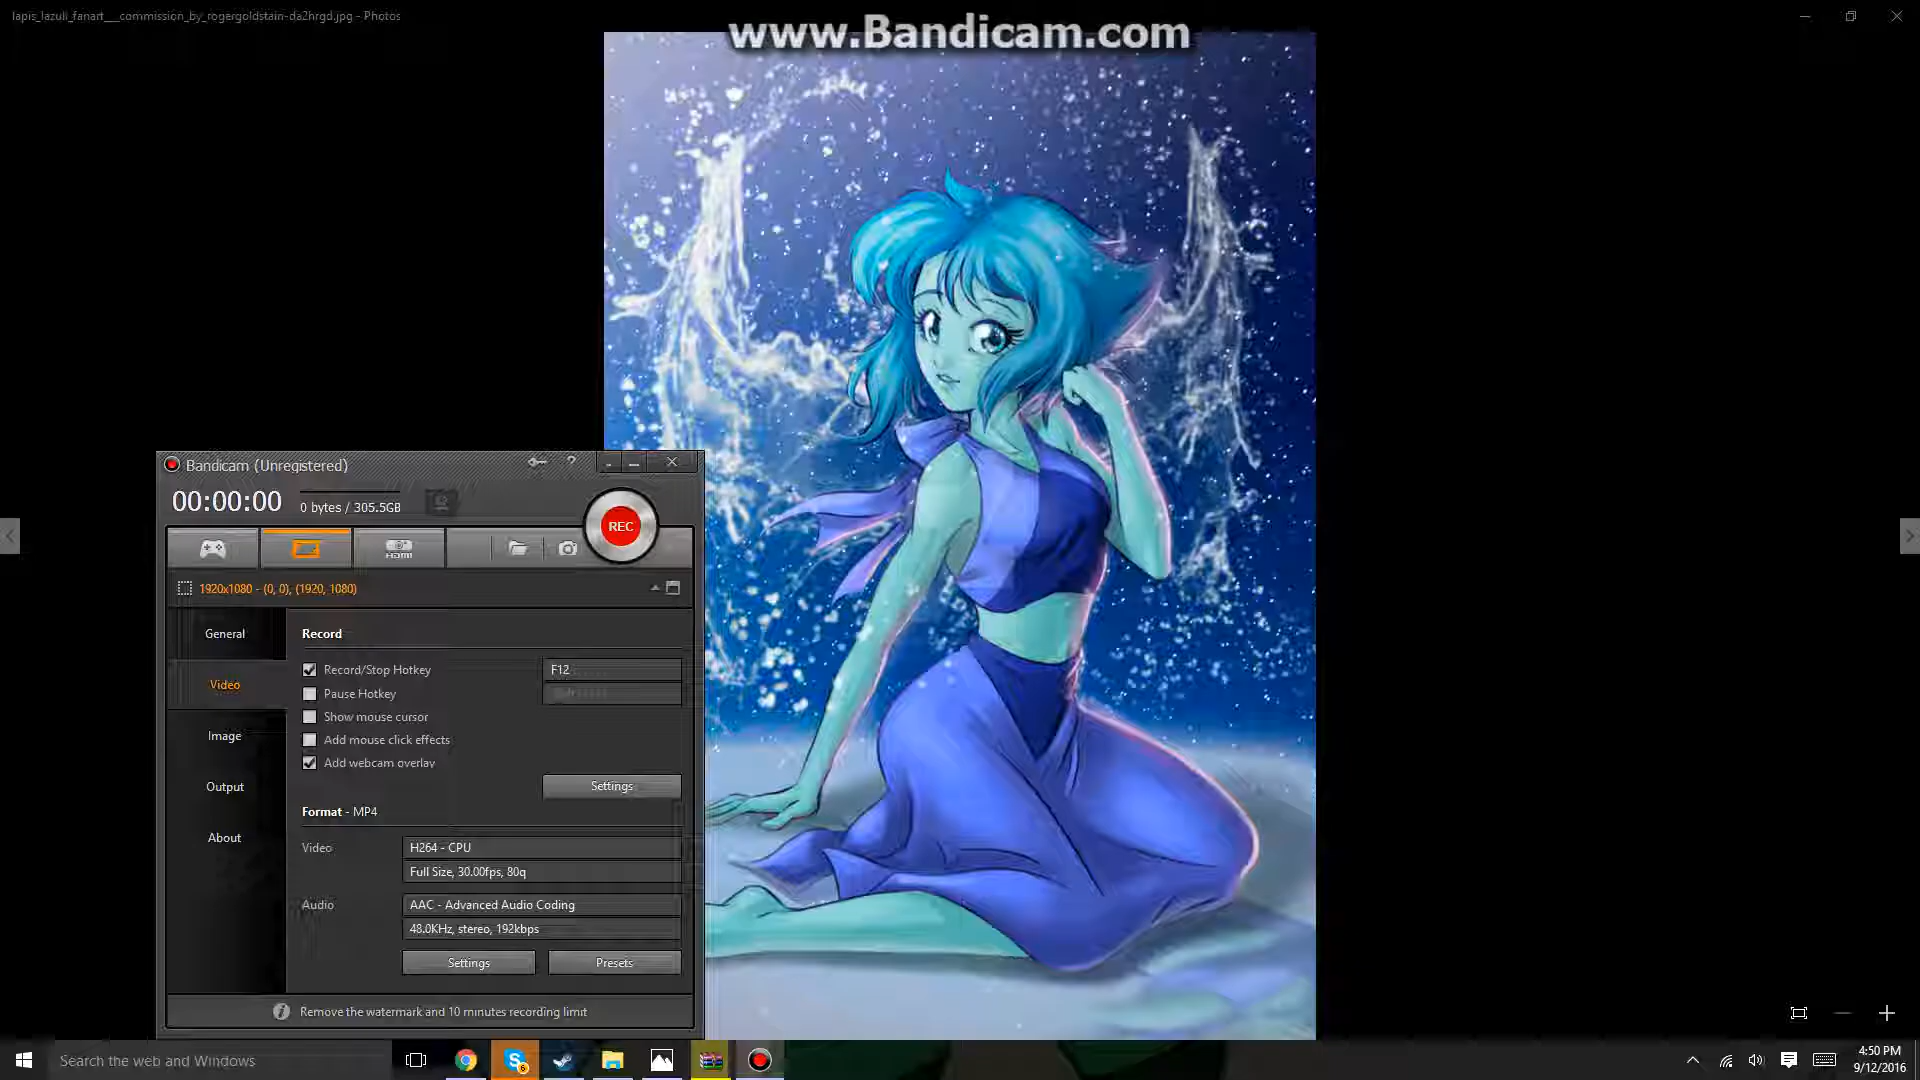 lapis_lazuli_fanart___commission_by_rogergoldstain-da2hrgd.jpg - Photos
www.Bandicam.com
Bandicam (Unregistered)
?
00:00:00
0 bytes / 305.5GB
REC
HDMI
1920x1080 - (0, 0), (1920, 1080)
General
Video
Image
Output
About
Record
Record/Stop Hotkey
F12
Pause Hotkey
Show mouse cursor
Add mouse click effects
Add webcam overlay
Settings
Format - MP4
Video
H264 - CPU
Full Size, 30.00fps, 80q
Audio
AAC - Advanced Audio Coding
48.0KHz, stereo, 192kbps
Settings
Presets
Remove the watermark and 10 minutes recording limit
Search the web and Windows
6
4:50 PM
9/12/2016